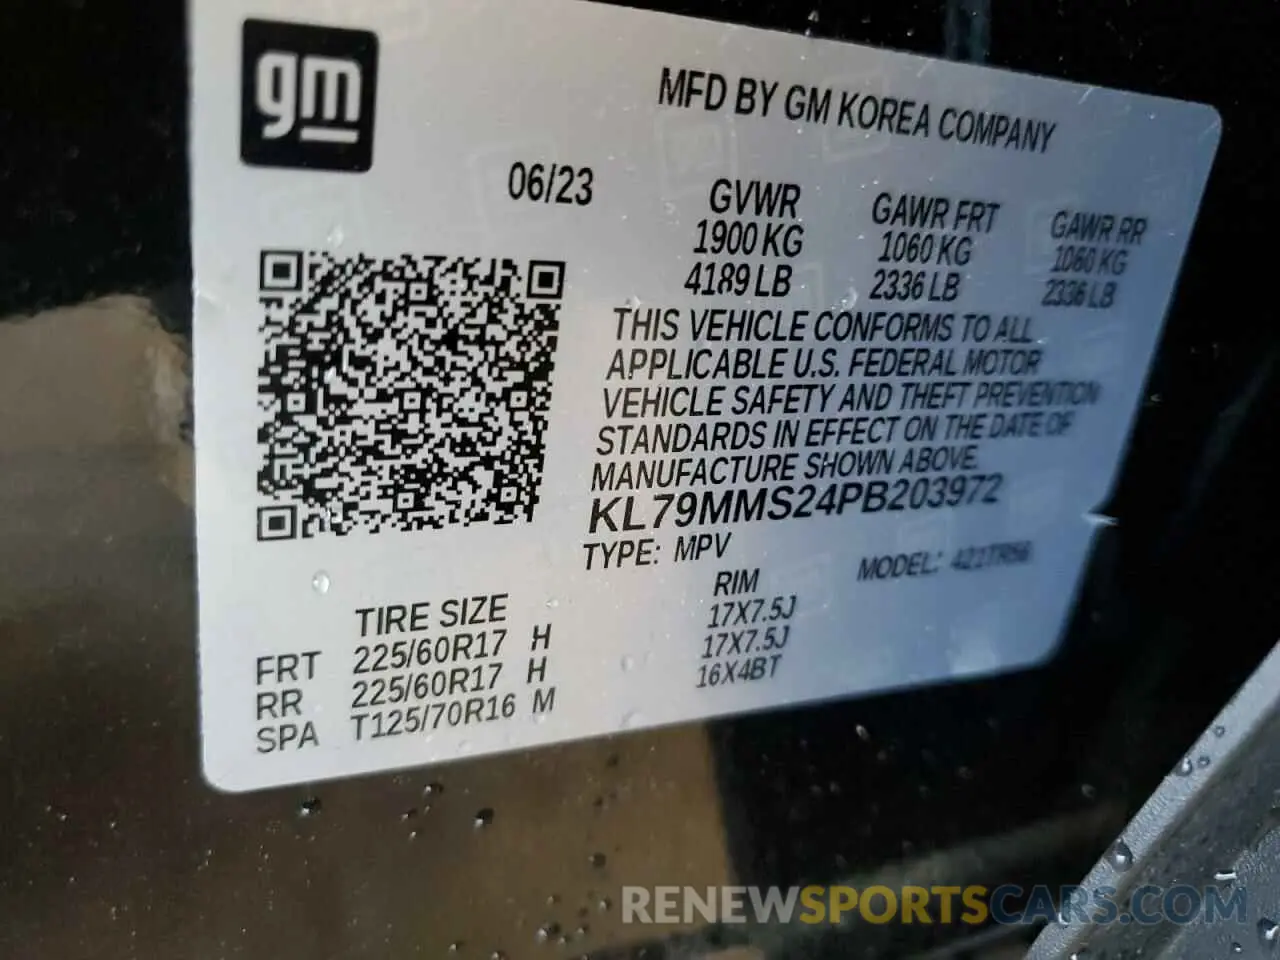 gm
MFD BY GM KOREA COMPANY
06/23 GVWR GAWR FRT GAWR RR
1900 KG 1060 KG 1060 KG
4189 LB 2336 LB 2336 LB
THIS VEHICLE CONFORMS TO ALL
APPLICABLE U.S. FEDERAL MOTOR
VEHICLE SAFETY AND THEFT PREVENTION
STANDARDS IN EFFECT ON THE DATE OF
MANUFACTURE SHOWN ABOVE.
KL79MMS24PB203972
TYPE: MPV MODEL:
TIRE SIZE RIM
FRT 225/60R17 H 17X7.5J
RR 225/60R17 H 17X7.5J
SPA T125/70R16 M 16X4BT
RENEWSPORTSCARS.COM